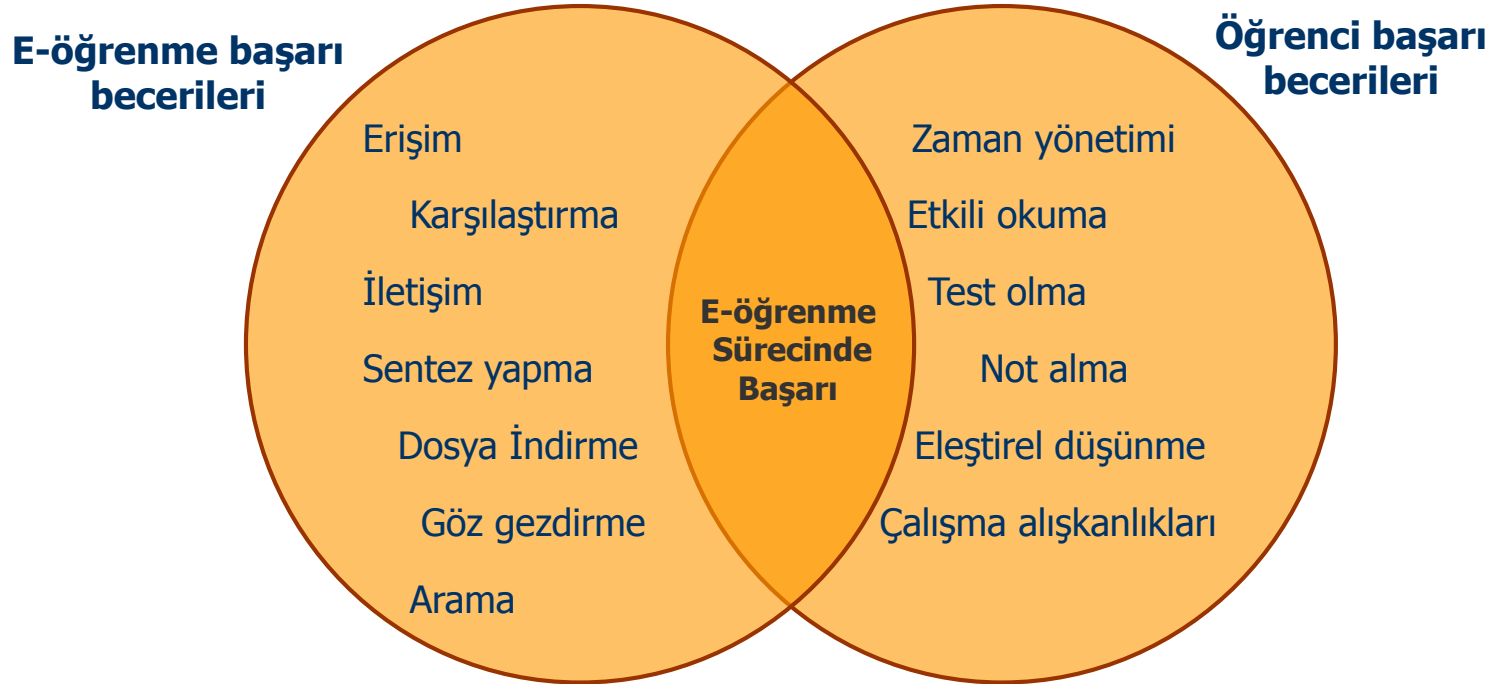 E-öğrenme başarı
becerileri
Erişim
Karşılaştırma
İletişim
Sentez yapma
Dosya İndirme
Göz gezdirme
Arama
E-öğrenme
Sürecinde
Başarı
Öğrenci başarı
becerileri
Zaman yönetimi
Etkili okuma
Test olma
Not alma
Eleştirel düşünme
Çalışma alışkanlıkları